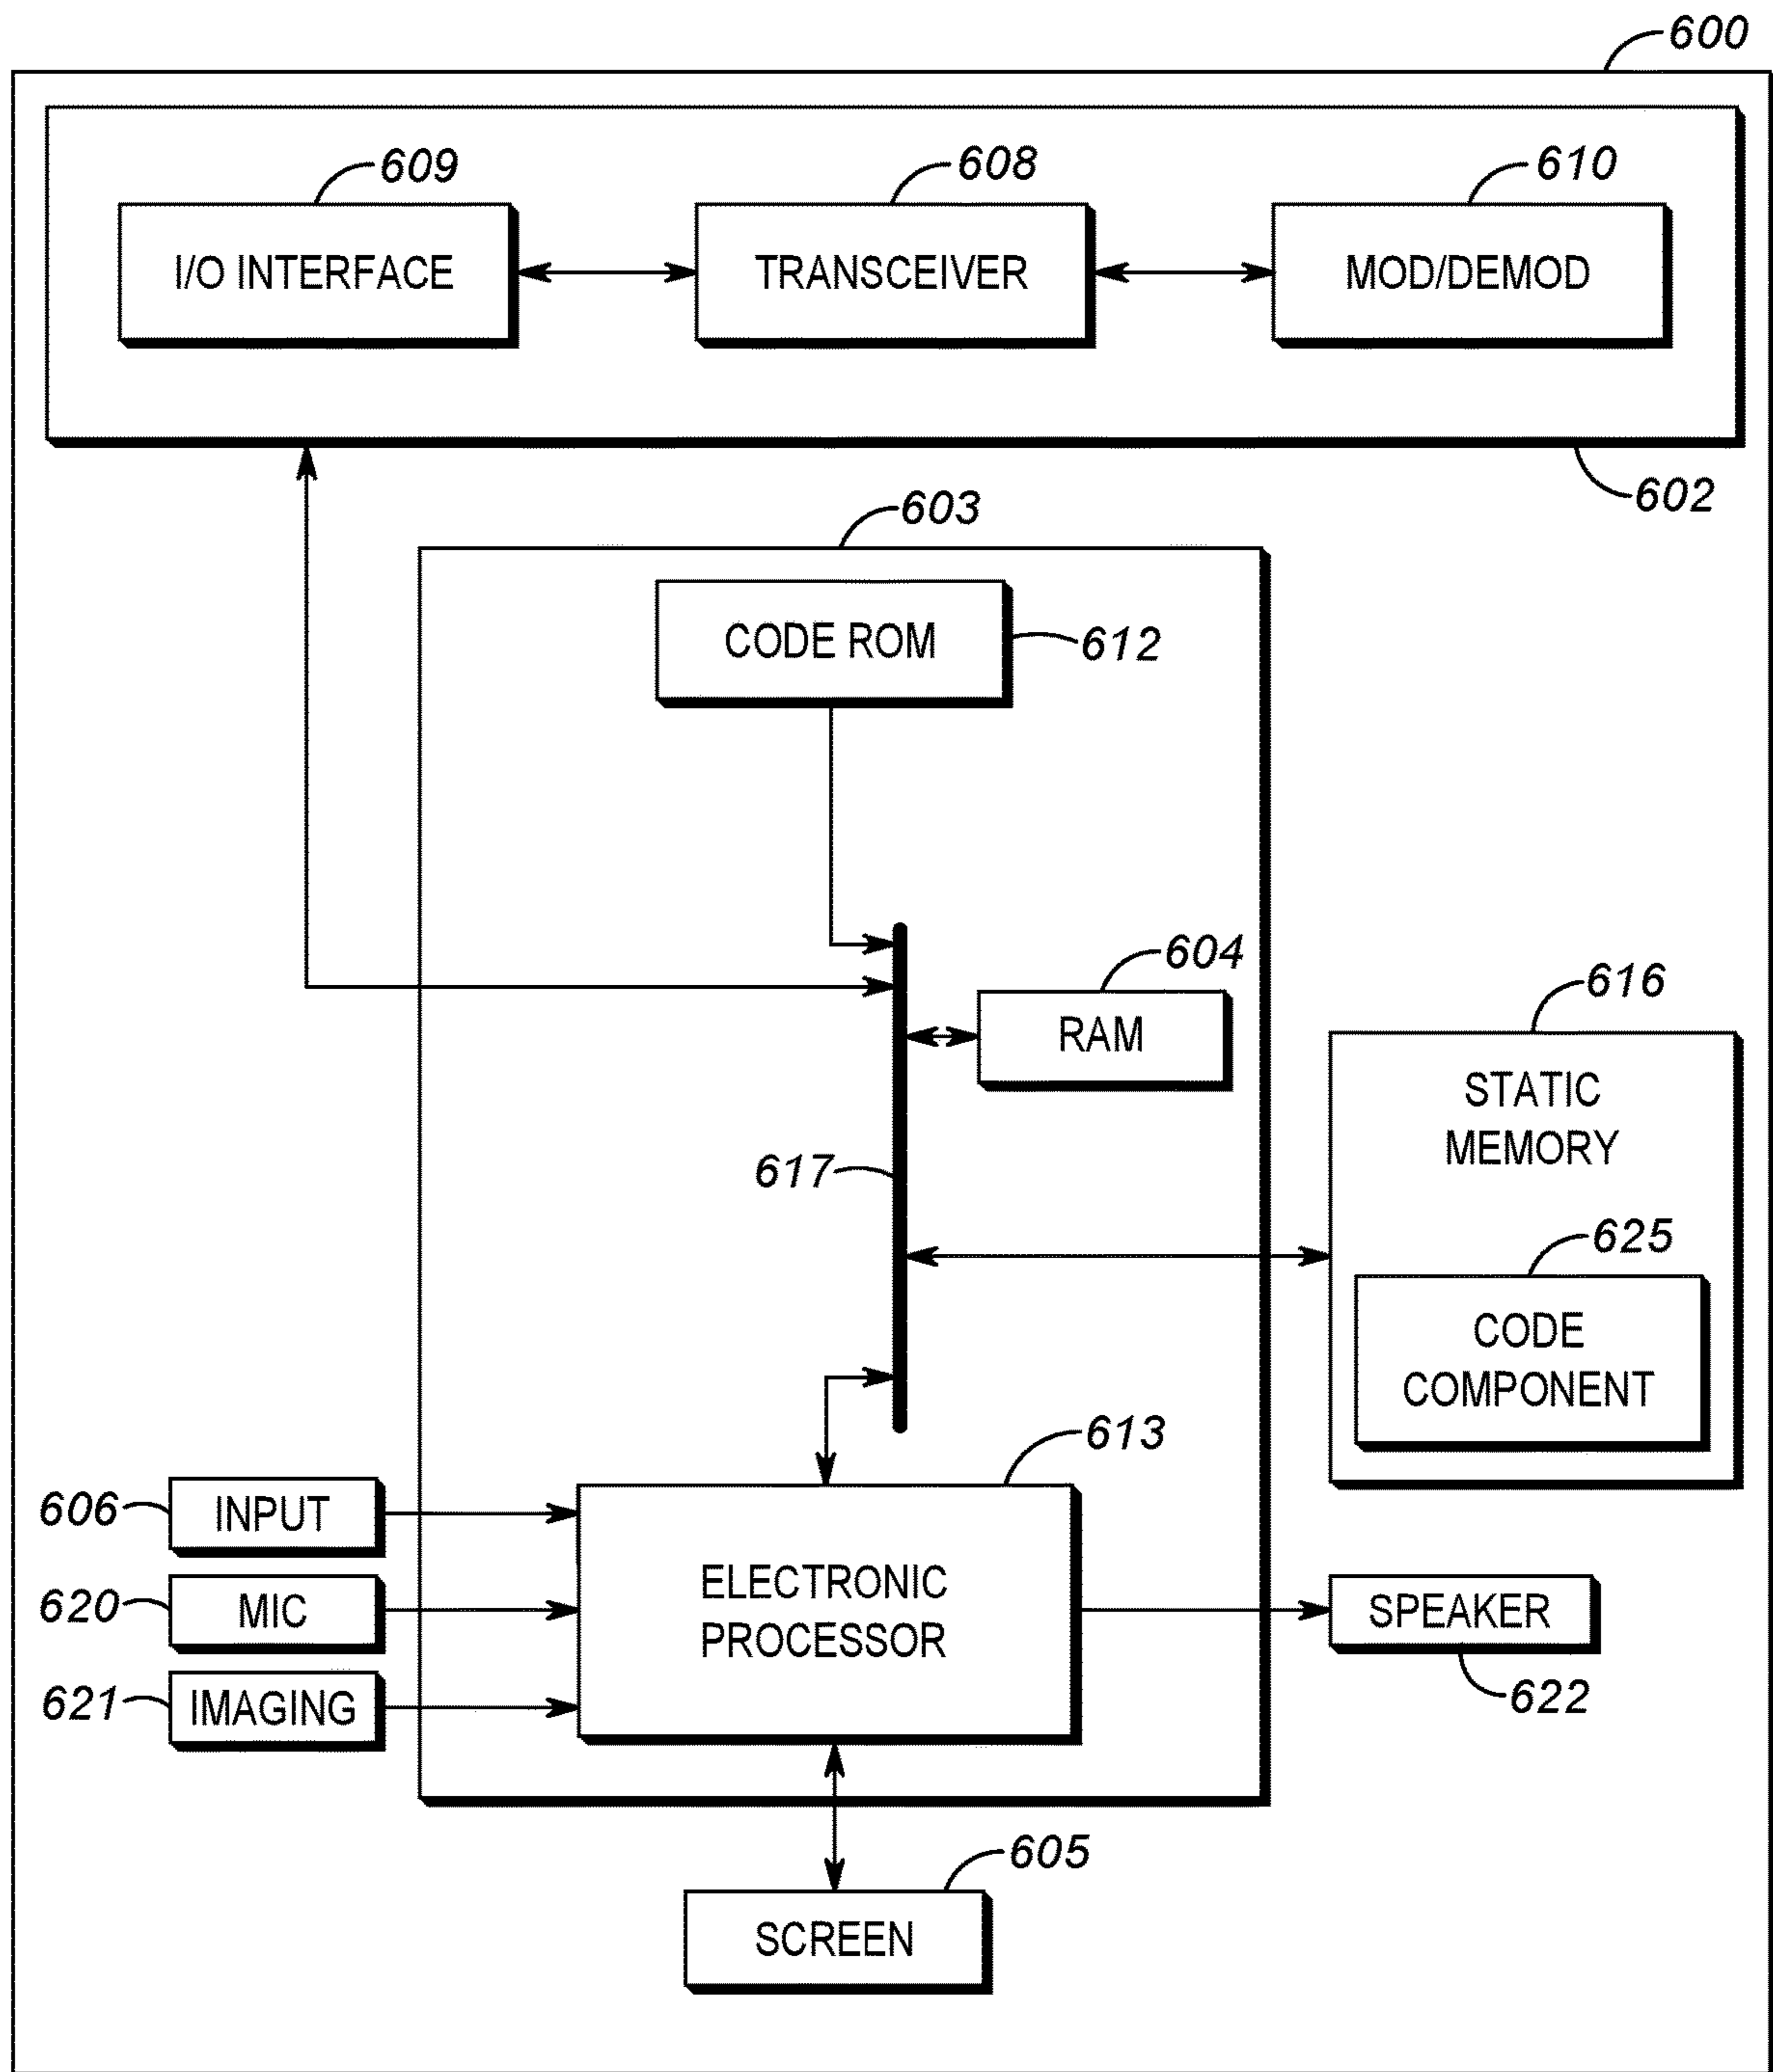 600
609
608
610
I/O INTERFACE
TRANSCEIVER
MOD/DEMOD
602
603
CODE ROM
612
604
RAM
616
STATIC
MEMORY
617
625
CODE
COMPONENT
613
606
INPUT
ELECTRONIC
PROCESSOR
620
MIC
SPEAKER
621
IMAGING
622
605
SCREEN